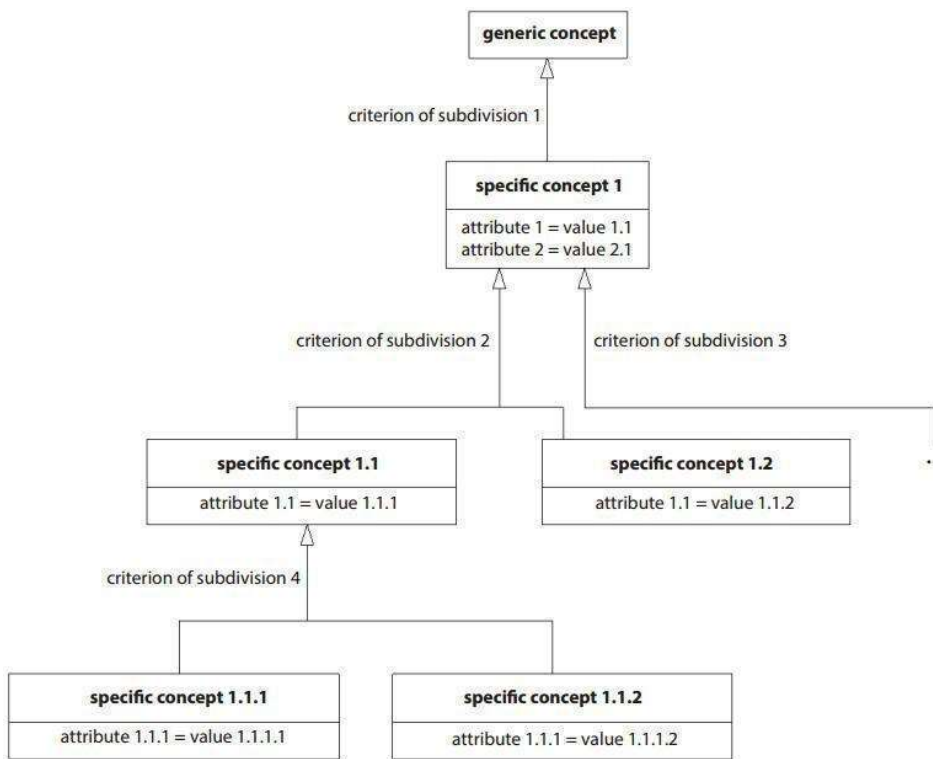 generic concept
criterion of subdivision 1
specific concept 1
attribute 1 = value 1.1
attribute 2 = value 2.1
criterion of subdivision 2
criterion of subdivision 3
specific concept 1.1
attribute 1.1 = value 1.1.1
specific concept 1.2
attribute 1.1 = value 1.1.2
.
criterion of subdivision 4
specific concept 1.1.1
attribute 1.1.1 = value 1.1.1.1
specific concept 1.1.2
attribute 1.1.1 = value 1.1.1.2